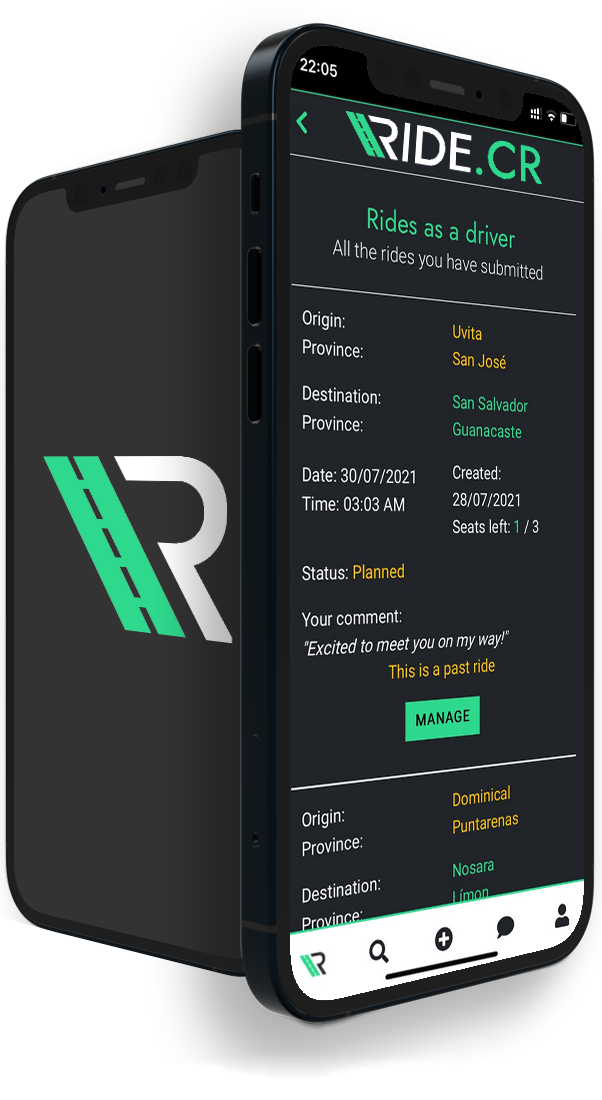 22:05
RIDE.CR
Rides as a driver
All the rides you have submitted
Origin: Uvita
Province: San José
Destination: San Salvador
Province: Guanacaste
Date: 30/07/2021 Created:
Time: 03:03 AM 28/07/2021
Seats left: 1 / 3
Status: Planned
Your comment:
"Excited to meet you on my way!"
This is a past ride
MANAGE
Origin: Dominical
Province: Puntarenas
Destination: Nosara
Province: Límon
R
R